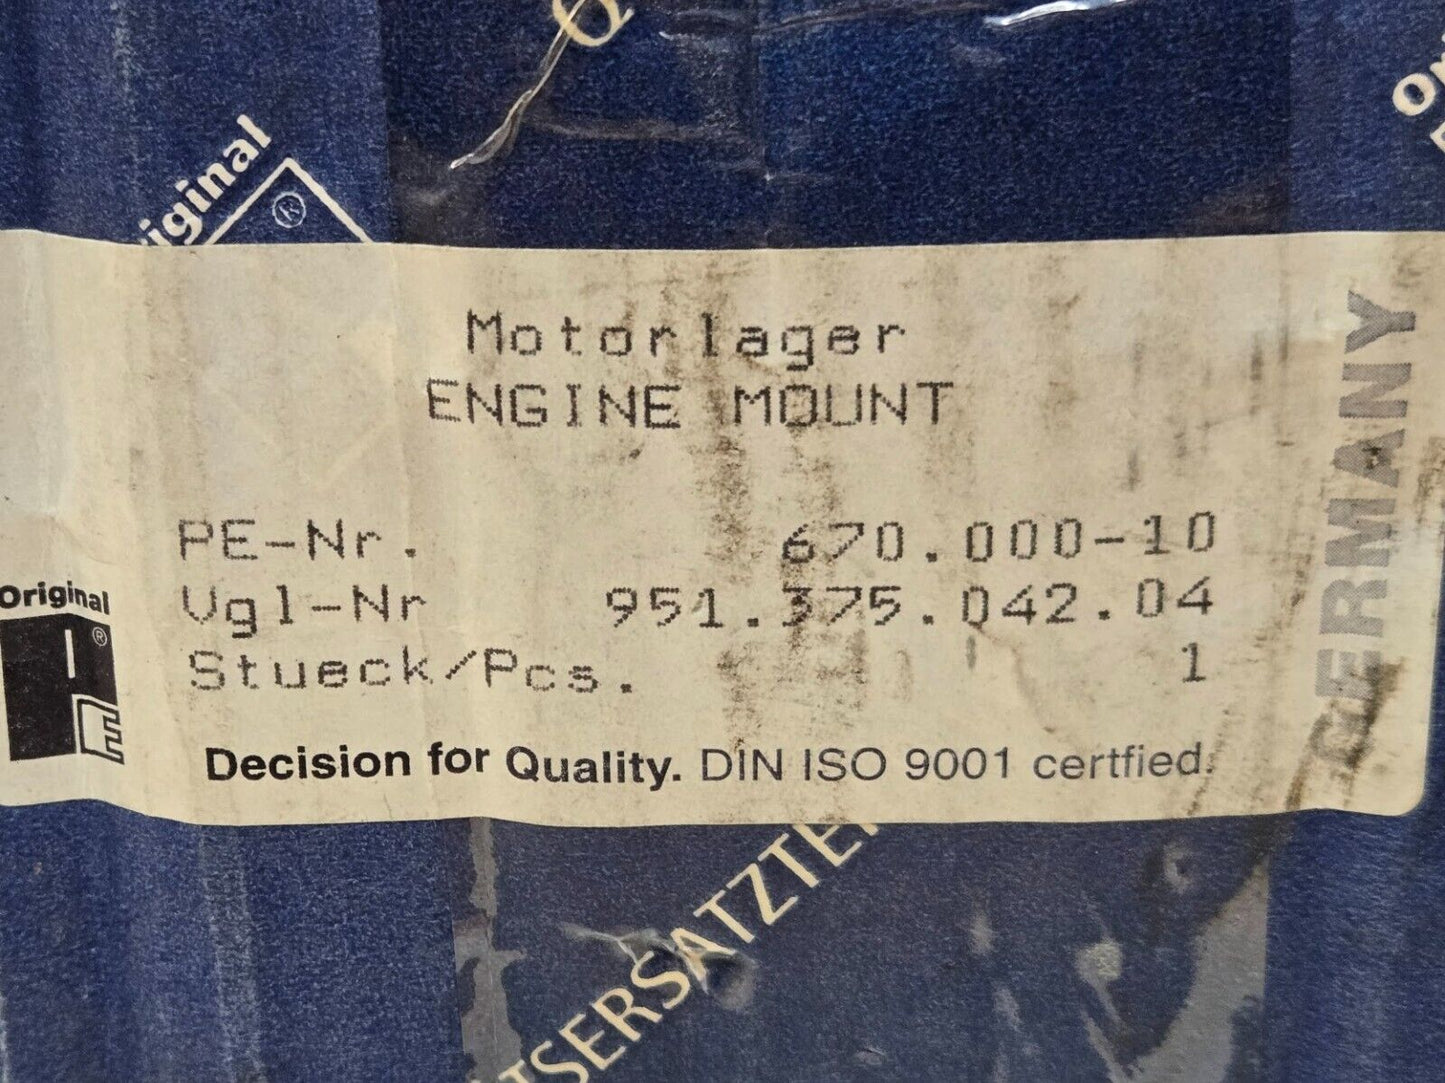 Original
®
Motorlager
ENGINE MOUNT
PE-Nr. 670.000-10
Vgl-Nr 951.375.042.04
Stueck/Pcs. 1
Original
PE
®
Decision for Quality. DIN ISO 9001 certfied.
GERMANY